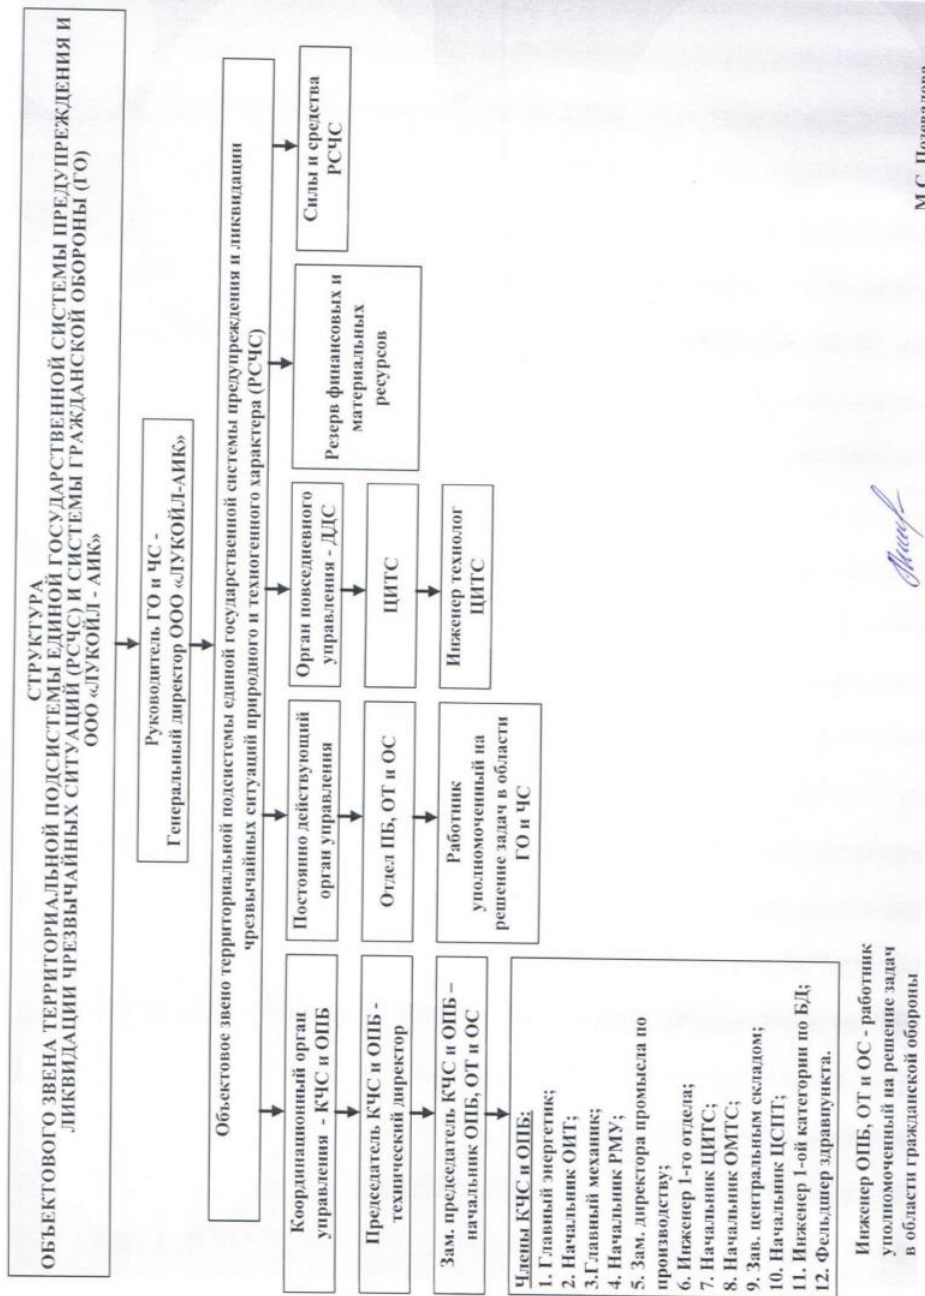 СТРУКТУРА
ОБЪЕКТОВОГО ЗВЕНА ТЕРРИТОРИАЛЬНОЙ ПОДСИСТЕМЫ ЕДИНОЙ ГОСУДАРСТВЕННОЙ СИСТЕМЫ ПРЕДУПРЕЖДЕНИЯ И
ЛИКВИДАЦИИ ЧРЕЗВЫЧАЙНЫХ СИТУАЦИЙ (РСЧС) И СИСТЕМЫ ГРАЖДАНСКОЙ ОБОРОНЫ (ГО)
ООО «ЛУКОЙЛ - АИК»
Руководитель ГО и ЧС -
Генеральный директор ООО «ЛУКОЙЛ-АИК»
Объектовое звено территориальной подсистемы единой государственной системы предупреждения и ликвидации
чрезвычайных ситуаций природного и техногенного характера (РСЧС)
Координационный орган
управления - КЧС и ОПБ
Председатель КЧС и ОПБ -
технический директор
Зам. председатель КЧС и ОПБ –
начальник ОПБ, ОТ и ОС
Члены КЧС и ОПБ:
1. Главный энергетик;
2. Начальник ОИТ;
3.Главный механик;
4. Начальник РМУ;
5. Зам. директора промысла по
производству;
6. Инженер 1-го отдела;
7. Начальник ЦИТС;
8. Начальник ОМТС;
9. Зав. центральным складом;
10. Начальник ЦСПТ;
11. Инженер 1-ой категории по БД;
12. Фельдшер здравпункта.
Постоянно действующий
орган управления
Отдел ПБ, ОТ и ОС
Работник
уполномоченный на
решение задач в области
ГО и ЧС
Орган повседневного
управления - ДДС
ЦИТС
Инженер технолог
ЦИТС
Резерв финансовых и
материальных
ресурсов
Силы и средства
РСЧС
Инженер ОПБ, ОТ и ОС - работник
уполномоченный на решение задач
в области гражданской обороны
М.С. Позевалова